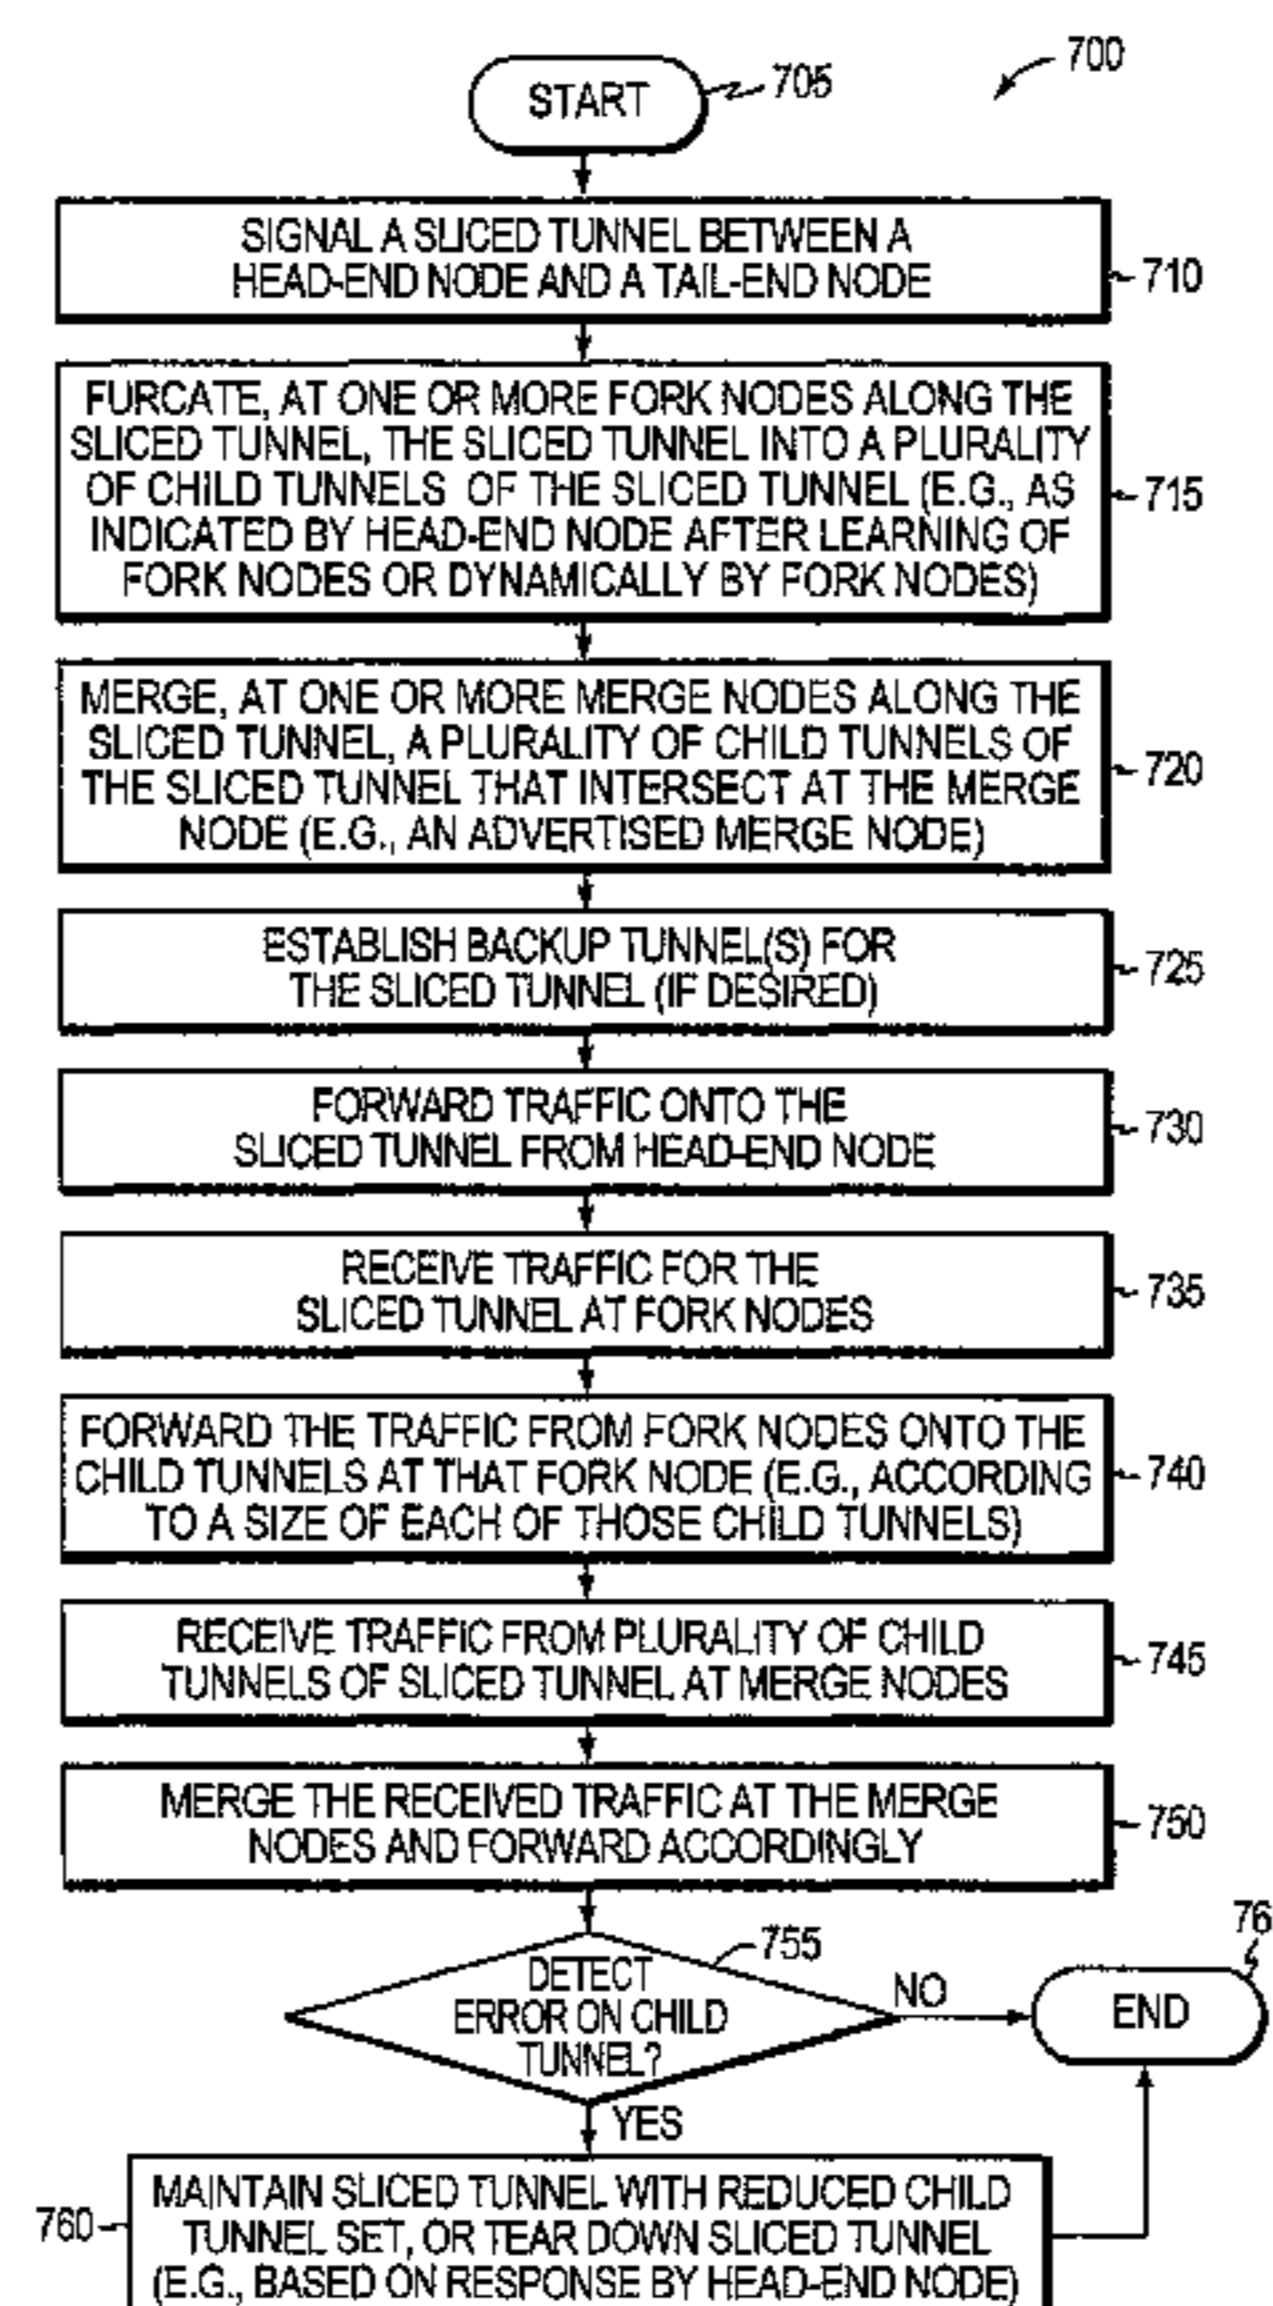 700
START
705
SIGNAL A SLICED TUNNEL BETWEEN A
HEAD-END NODE AND A TAIL-END NODE
710
FURCATE, AT ONE OR MORE FORK NODES ALONG THE
SLICED TUNNEL, THE SLICED TUNNEL INTO A PLURALITY
OF CHILD TUNNELS OF THE SLICED TUNNEL (E.G., AS
INDICATED BY HEAD-END NODE AFTER LEARNING OF
FORK NODES OR DYNAMICALLY BY FORK NODES)
715
MERGE, AT ONE OR MORE MERGE NODES ALONG THE
SLICED TUNNEL, A PLURALITY OF CHILD TUNNELS OF
THE SLICED TUNNEL THAT INTERSECT AT THE MERGE
NODE (E.G., AN ADVERTISED MERGE NODE)
720
ESTABLISH BACKUP TUNNEL(S) FOR
THE SLICED TUNNEL (IF DESIRED)
725
FORWARD TRAFFIC ONTO THE
SLICED TUNNEL FROM HEAD-END NODE
730
RECEIVE TRAFFIC FOR THE
SLICED TUNNEL AT FORK NODES
735
FORWARD THE TRAFFIC FROM FORK NODES ONTO THE
CHILD TUNNELS AT THAT FORK NODE (E.G., ACCORDING
TO A SIZE OF EACH OF THOSE CHILD TUNNELS)
740
RECEIVE TRAFFIC FROM PLURALITY OF CHILD
TUNNELS OF SLICED TUNNEL AT MERGE NODES
745
MERGE THE RECEIVED TRAFFIC AT THE MERGE
NODES AND FORWARD ACCORDINGLY
750
DETECT
ERROR ON CHILD
TUNNEL?
755
NO
76
END
YES
MAINTAIN SLICED TUNNEL WITH REDUCED CHILD
TUNNEL SET, OR TEAR DOWN SLICED TUNNEL
(E.G., BASED ON RESPONSE BY HEAD-END NODE)
760